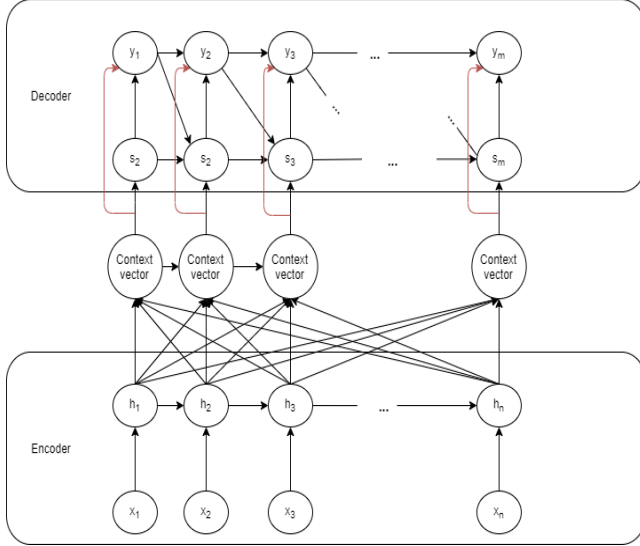 y1 y2 y3 ... ym
Decoder
... ...
s2 s2 s3 ... sm
Context vector Context vector Context vector Context vector
h1 h2 h3 ... hn
Encoder
x1 x2 x3 xn